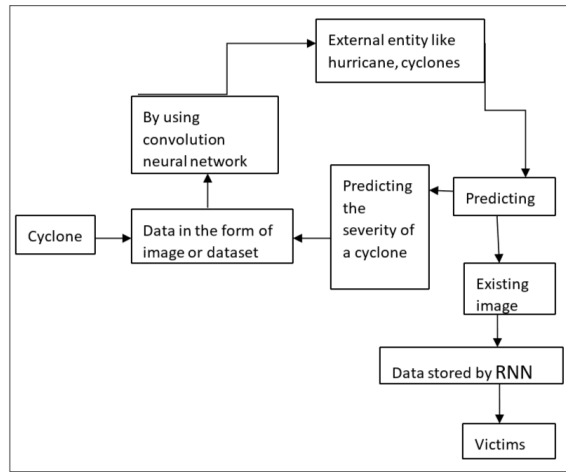 External entity like
hurricane, cyclones
By using
convolution
neural network
Predicting
the
severity of
a cyclone
Predicting
Cyclone
Data in the form of
image or dataset
Existing
image
Data stored by RNN
Victims